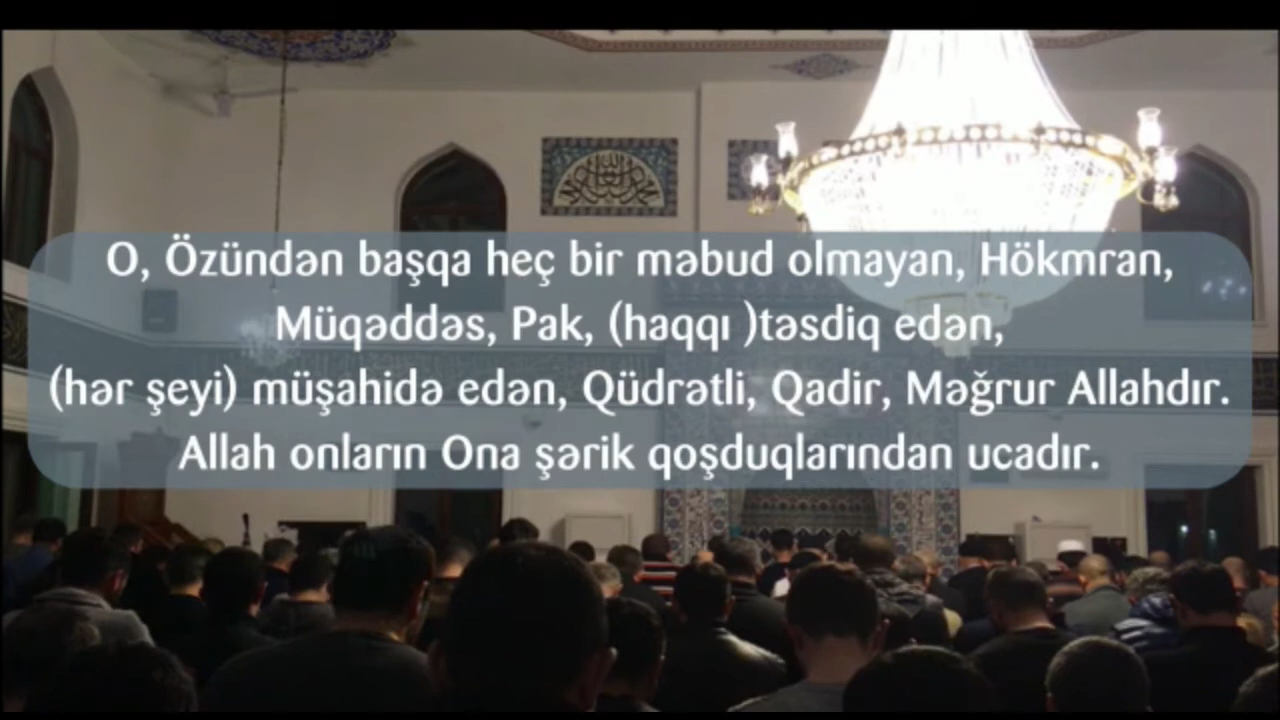 O, Özündən başqa heç bir məbud olmayan, Hökmran,
Müqəddəs, Pak, (haqqı )təsdiq edən,
(hər şeyi) müşahidə edən, Qüdrətli, Qadir, Məğrur Allahdır.
Allah onların Ona şərik qoşduqlarından ucadır.